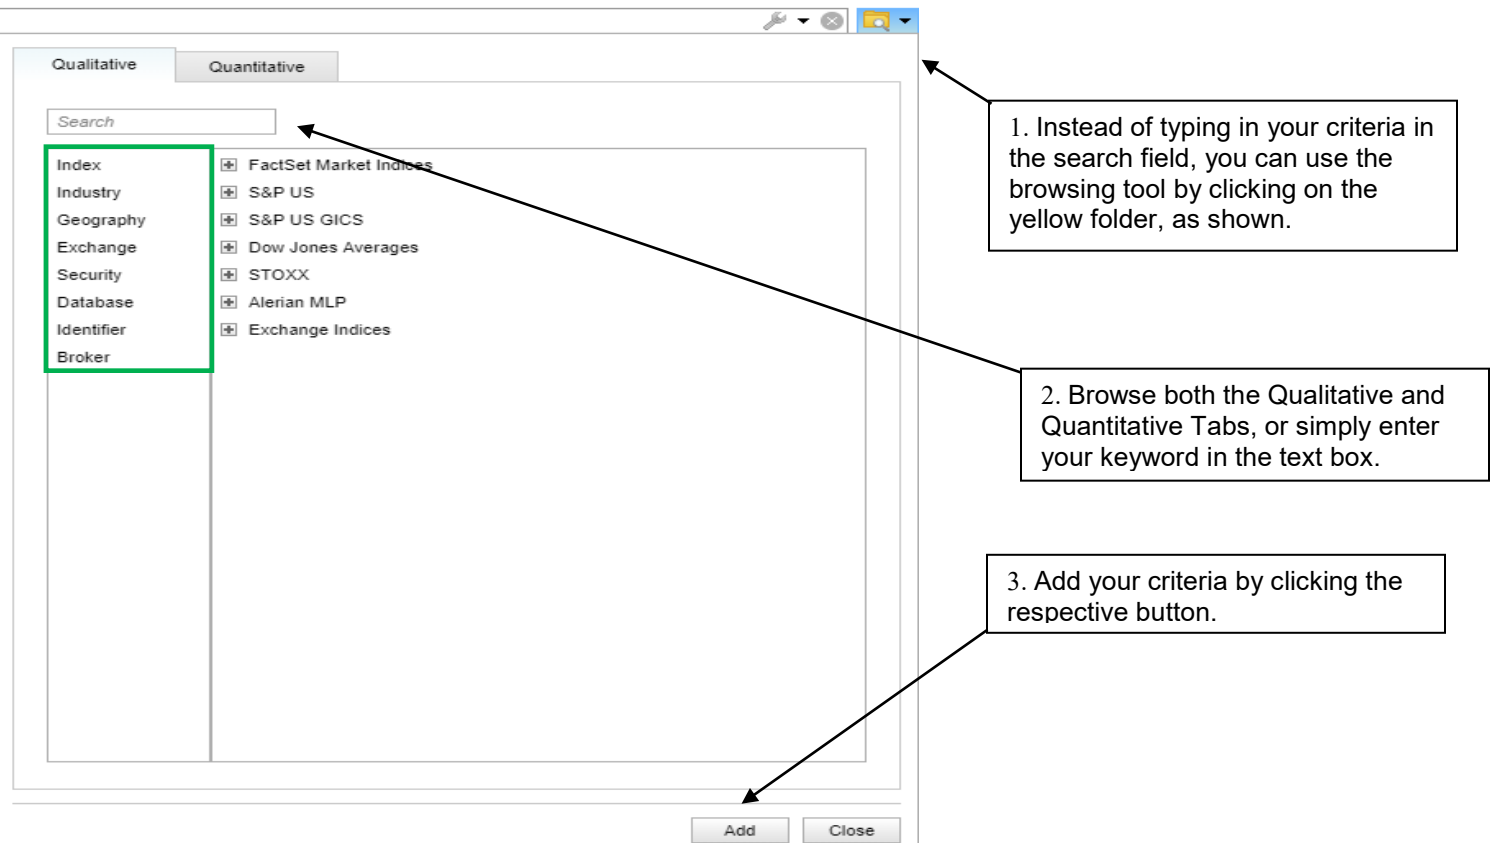 Qualitative
Quantitative
Search
Index
Industry
Geography
Exchange
Security
Database
Identifier
Broker
FactSet Market Indices
S&P US
S&P US GICS
Dow Jones Averages
STOXX
Alerian MLP
Exchange Indices
Add
Close
1. Instead of typing in your criteria in
the search field, you can use the
browsing tool by clicking on the
yellow folder, as shown.
2. Browse both the Qualitative and
Quantitative Tabs, or simply enter
your keyword in the text box.
3. Add your criteria by clicking the
respective button.